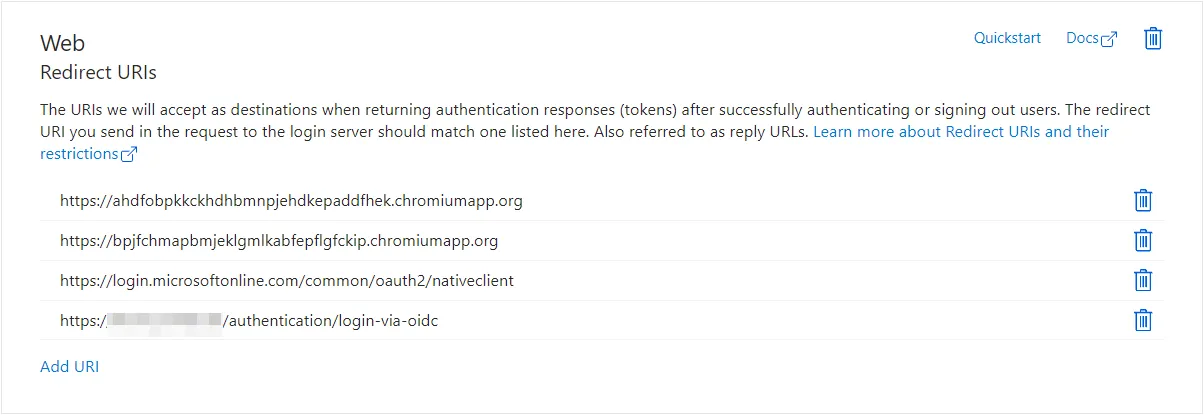 Web
Quickstart
Docs
Redirect URIs
The URIs we will accept as destinations when returning authentication responses (tokens) after successfully authenticating or signing out users. The redirect
URI you send in the request to the login server should match one listed here. Also referred to as reply URLs. Learn more about Redirect URIs and their
restrictions
https://ahdfobpkkckhdhbmnpjehdkepaddfhek.chromiumapp.org
https://bpjfchmapbmjeklgmlkabfepflgfckip.chromiumapp.org
https://login.microsoftonline.com/common/oauth2/nativeclient
https:/ /authentication/login-via-oidc
Add URI